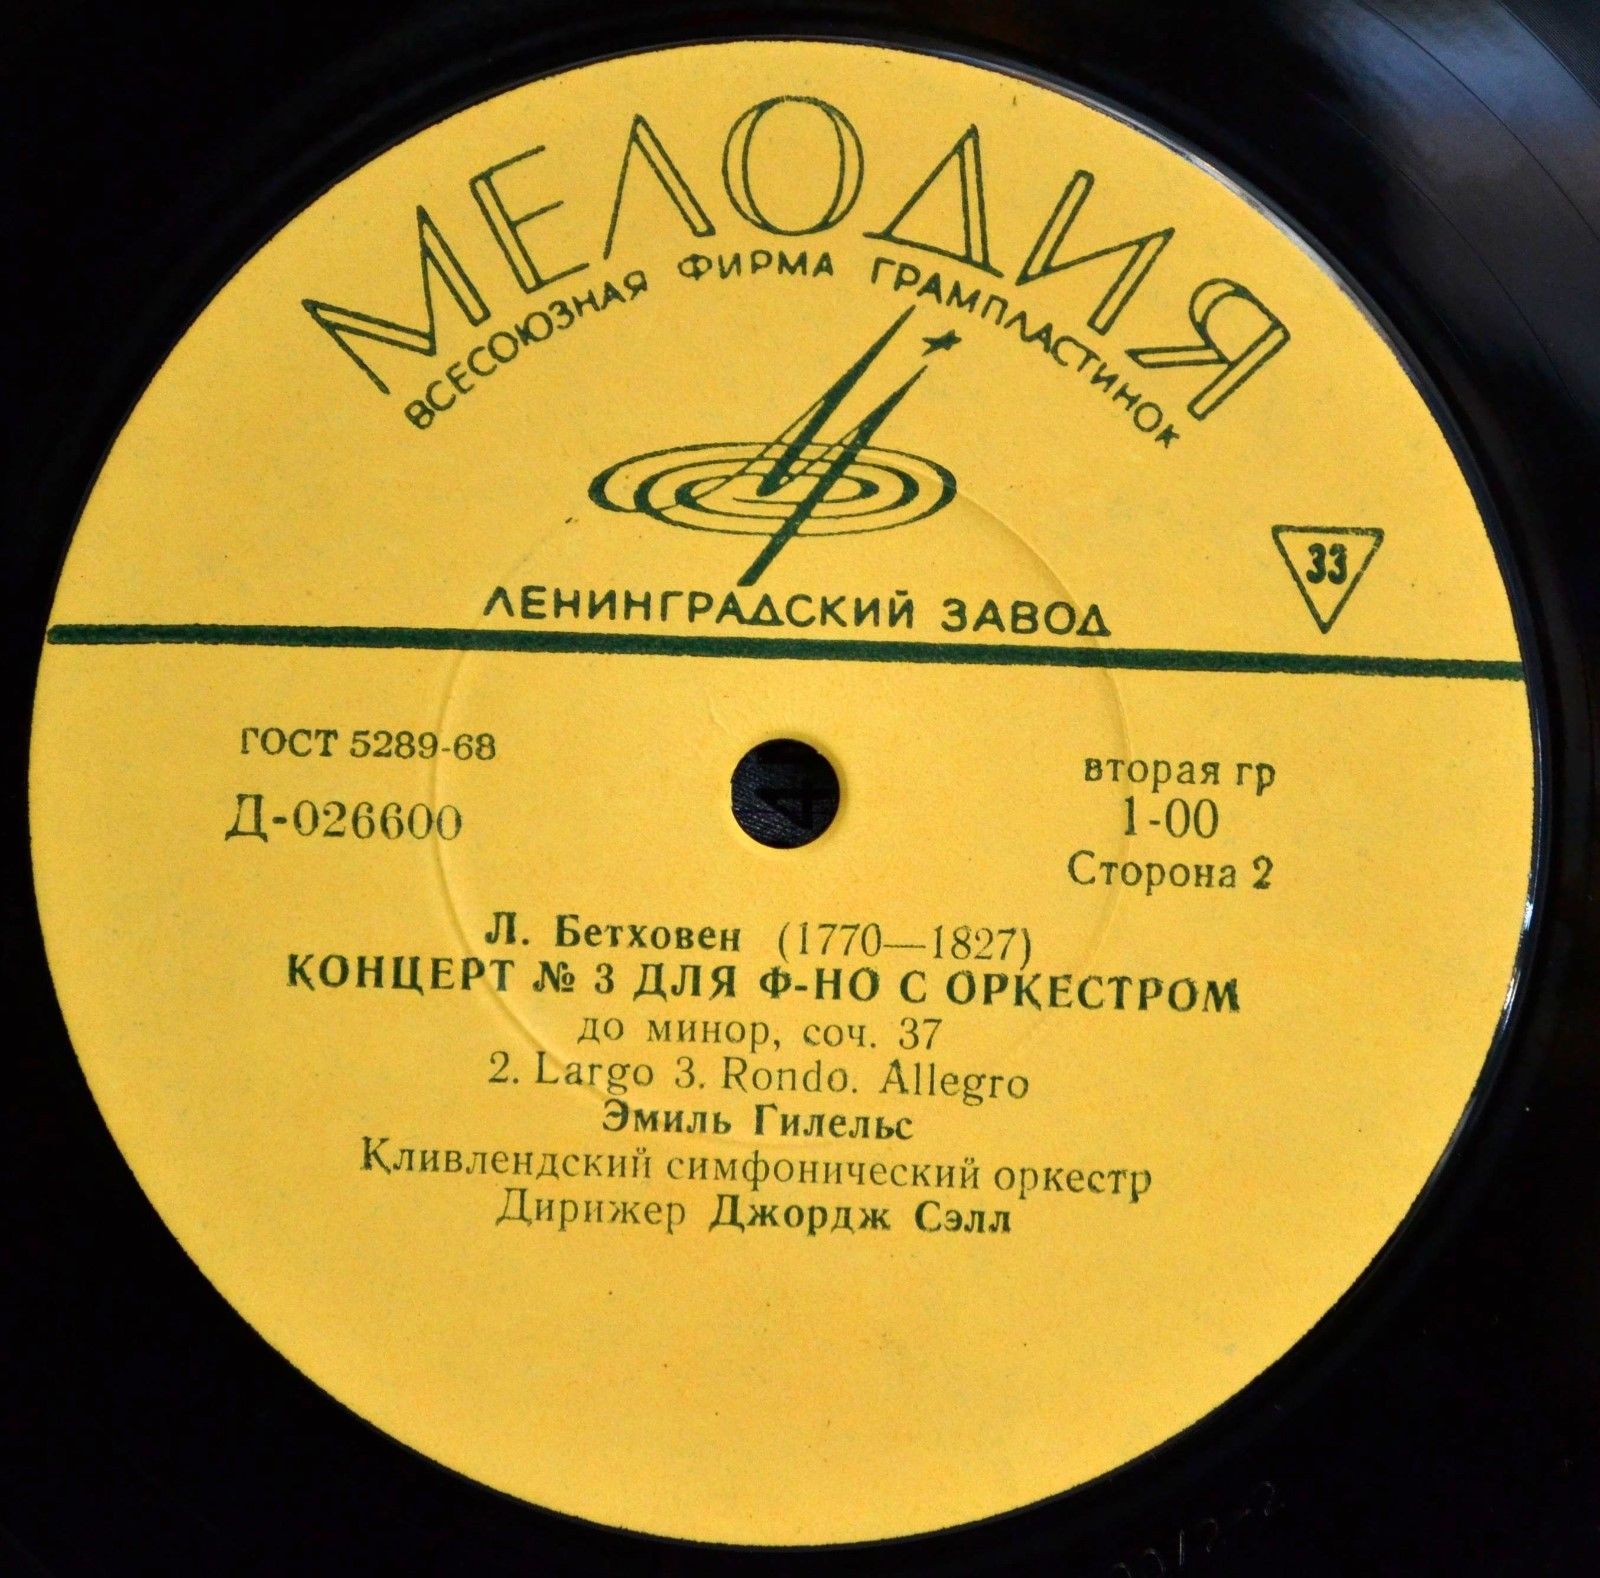 МЕЛОДИЯ
ВСЕСОЮЗНАЯ ФИРМА ГРАМПЛАСТИНОК
33
ЛЕНИНГРАДСКИЙ ЗАВОД
ГОСТ 5289-68
Д-026600
вторая гр
1-00
Сторона 2
Л. Бетховен (1770—1827)
КОНЦЕРТ № 3 ДЛЯ Ф-НО С ОРКЕСТРОМ
до минор, соч. 37
2. Largo 3. Rondo. Allegro
Эмиль Гилельс
Кливлендский симфонический оркестр
Дирижер Джордж Сэлл